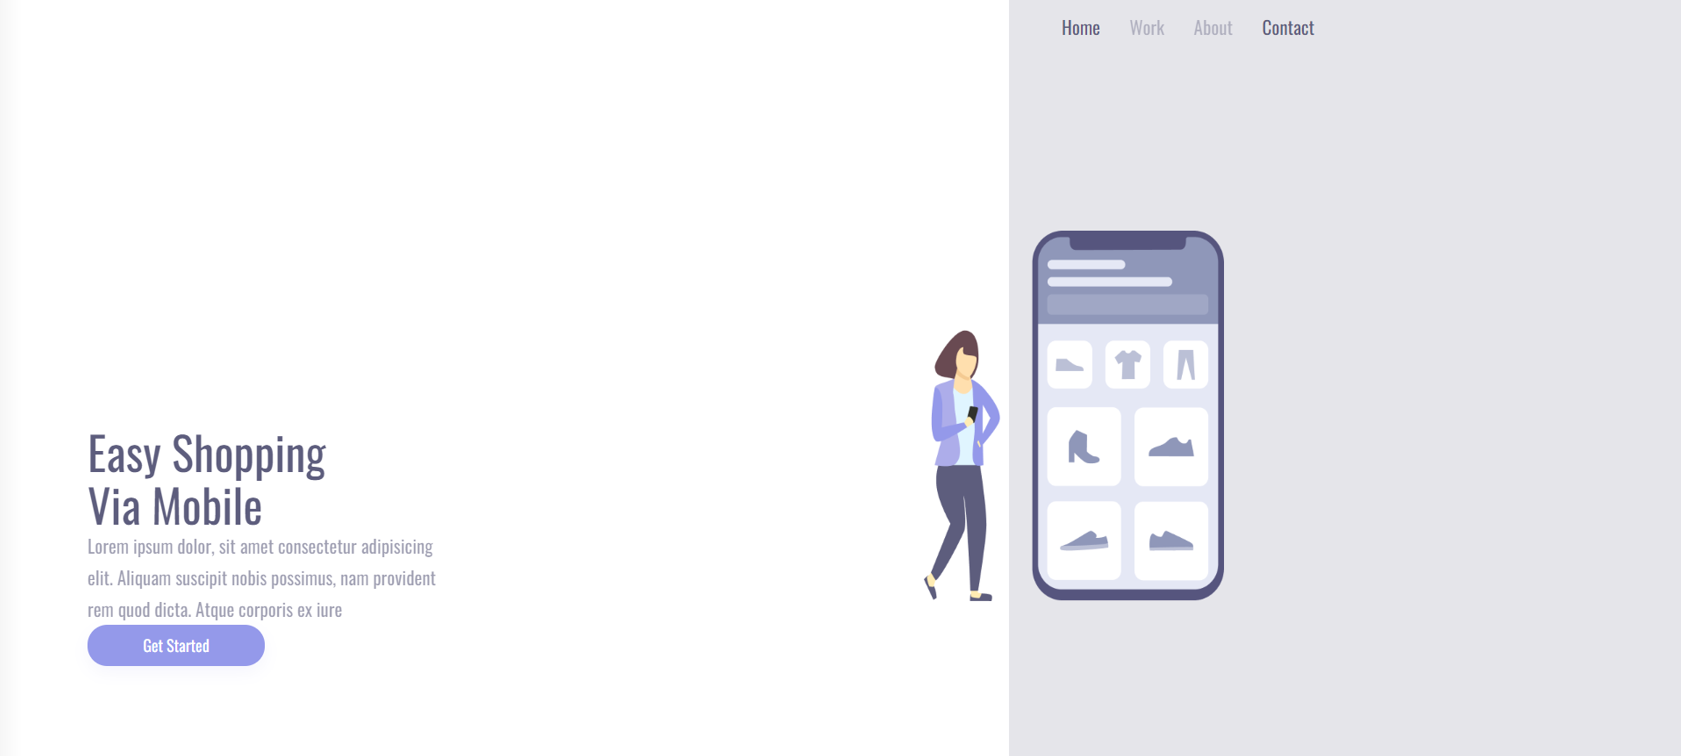 Home Work About Contact
Easy Shopping
Via Mobile
Lorem ipsum dolor, sit amet consectetur adipisicing
elit. Aliquam suscipit nobis possimus, nam provident
rem quod dicta. Atque corporis ex iure
Get Started